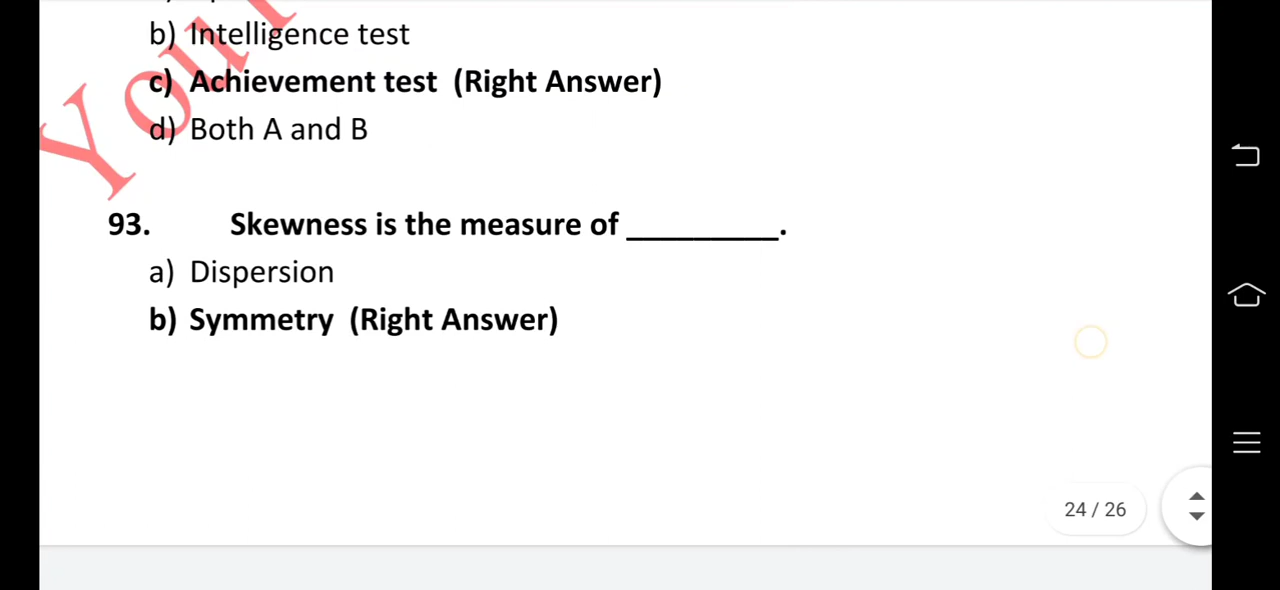 b) Intelligence test
c) Achievement test (Right Answer)
d) Both A and B
93. Skewness is the measure of _________.
a) Dispersion
b) Symmetry (Right Answer)
24 / 26
You